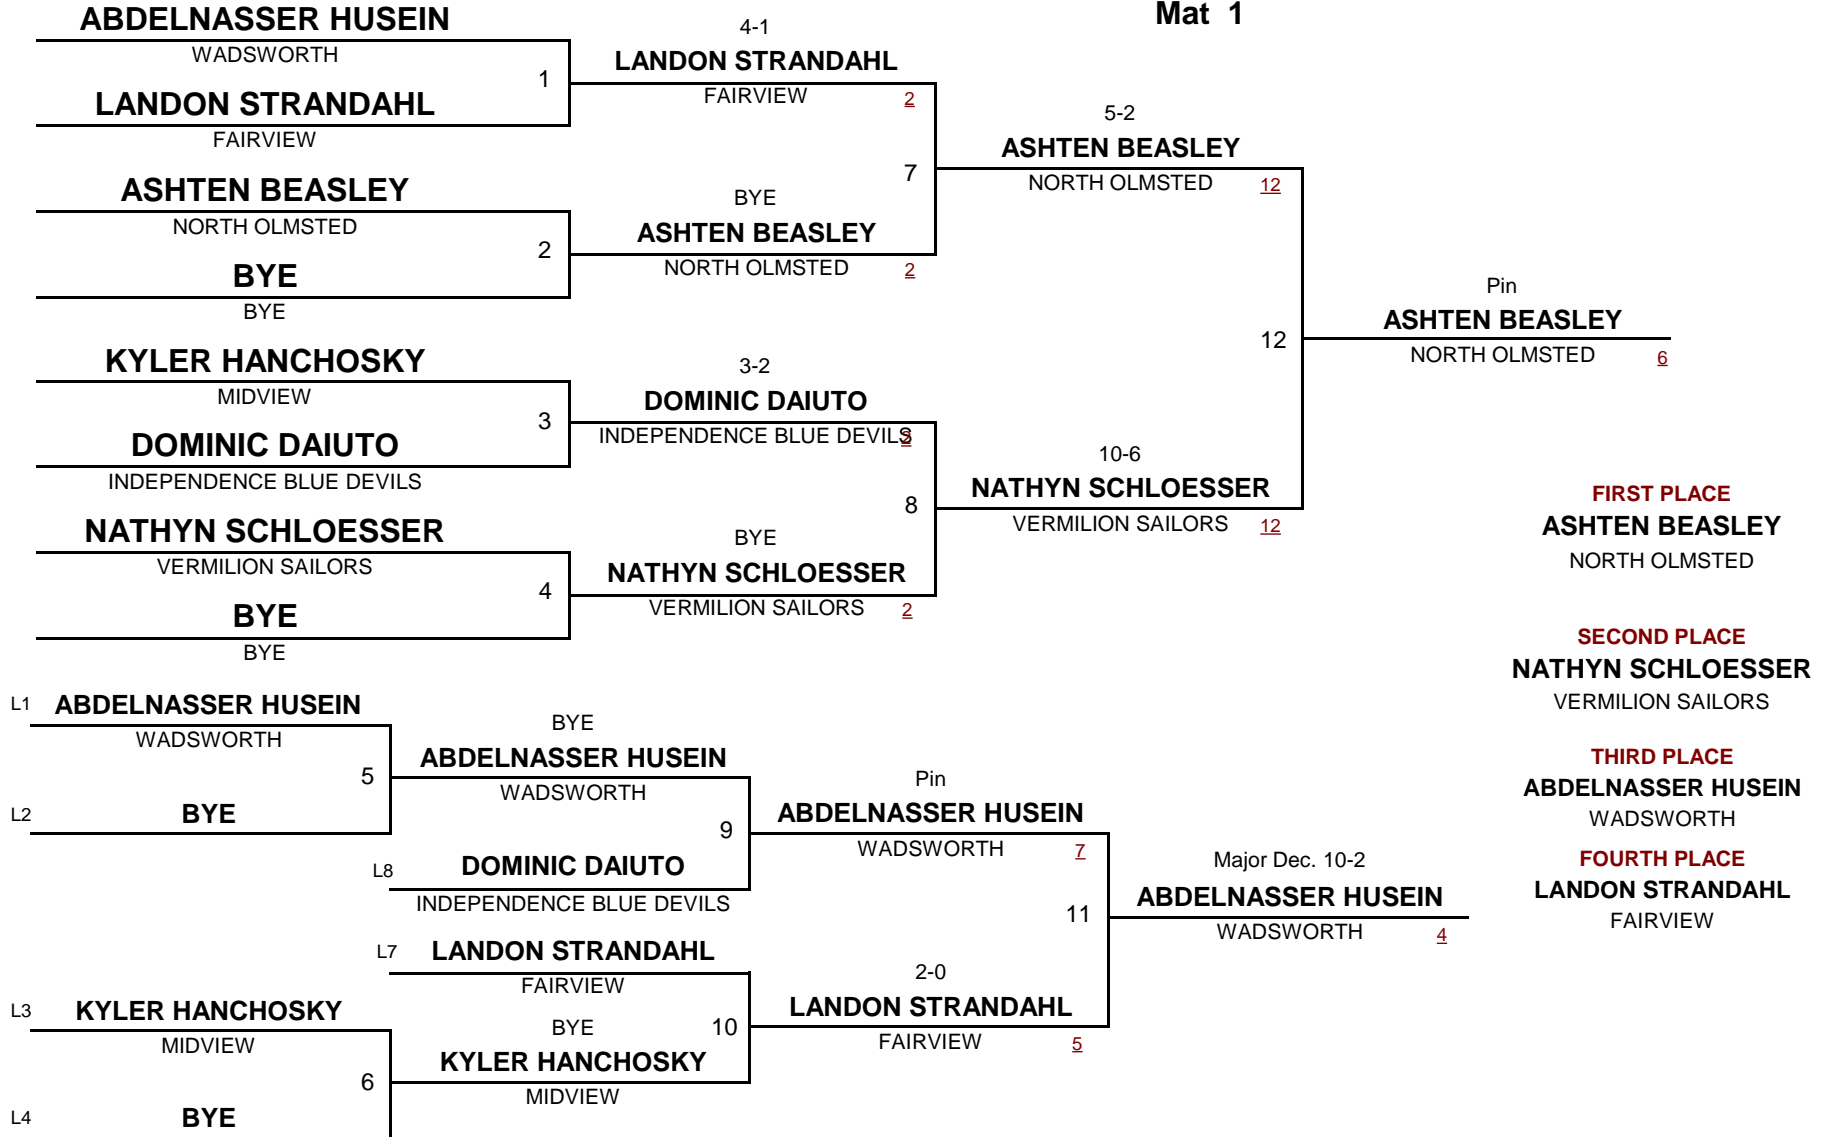 Mat 1
ABDELNASSER HUSEIN
WADSWORTH
1
LANDON STRANDAHL
FAIRVIEW
4-1
LANDON STRANDAHL
FAIRVIEW 2
ASHTEN BEASLEY
NORTH OLMSTED
2
BYE
BYE
BYE
ASHTEN BEASLEY
NORTH OLMSTED 2
7
5-2
ASHTEN BEASLEY
NORTH OLMSTED 12
KYLER HANCHOSKY
MIDVIEW
3
DOMINIC DAIUTO
INDEPENDENCE BLUE DEVILS
3-2
DOMINIC DAIUTO
INDEPENDENCE BLUE DEVILS
NATHYN SCHLOESSER
VERMILION SAILORS
4
BYE
BYE
BYE
NATHYN SCHLOESSER
VERMILION SAILORS 2
8
10-6
NATHYN SCHLOESSER
VERMILION SAILORS 12
12
Pin
ASHTEN BEASLEY
NORTH OLMSTED 6
FIRST PLACE
ASHTEN BEASLEY
NORTH OLMSTED
SECOND PLACE
NATHYN SCHLOESSER
VERMILION SAILORS
THIRD PLACE
ABDELNASSER HUSEIN
WADSWORTH
FOURTH PLACE
LANDON STRANDAHL
FAIRVIEW
L1 ABDELNASSER HUSEIN
WADSWORTH
5
L2 BYE
BYE
ABDELNASSER HUSEIN
WADSWORTH
9
L8 DOMINIC DAIUTO
INDEPENDENCE BLUE DEVILS
Pin
ABDELNASSER HUSEIN
WADSWORTH 7
L7 LANDON STRANDAHL
FAIRVIEW
L3 KYLER HANCHOSKY
MIDVIEW
6
L4 BYE
BYE
KYLER HANCHOSKY
MIDVIEW
10
2-0
LANDON STRANDAHL
FAIRVIEW 5
11
Major Dec. 10-2
ABDELNASSER HUSEIN
WADSWORTH 4